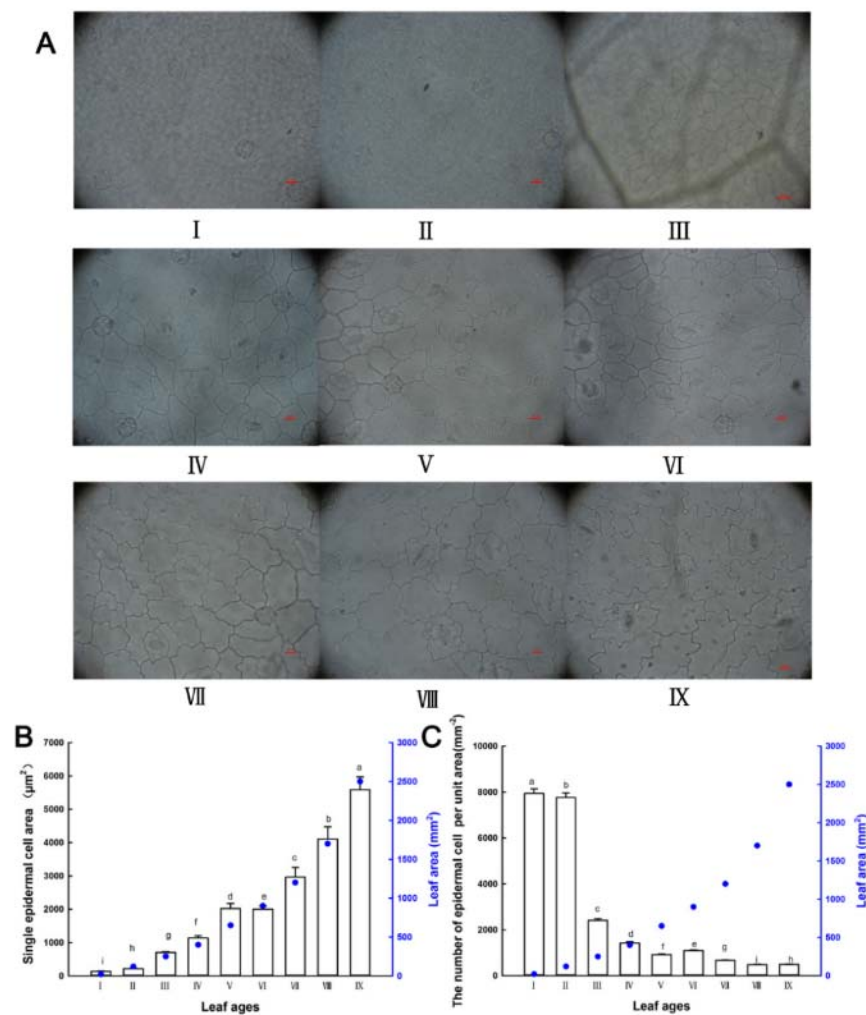 A
Ⅰ Ⅱ Ⅲ
Ⅳ Ⅴ Ⅵ
Ⅶ Ⅷ Ⅸ
B
Single epidermal cell area （μm²）
7000
6000
5000
4000
3000
2000
1000
0
i h g f d e c b a
Ⅰ Ⅱ Ⅲ Ⅳ Ⅴ Ⅵ Ⅶ Ⅷ Ⅸ
Leaf ages
3000
2500
2000
1500
1000
500
0
Leaf area (mm²)
C
The number of epidermal cell per unit area(mm⁻²)
10000
8000
6000
4000
2000
0
a b c d f e g i h
Ⅰ Ⅱ Ⅲ Ⅳ Ⅴ Ⅵ Ⅶ Ⅷ Ⅸ
Leaf ages
3000
2500
2000
1500
1000
500
0
Leaf area (mm²)